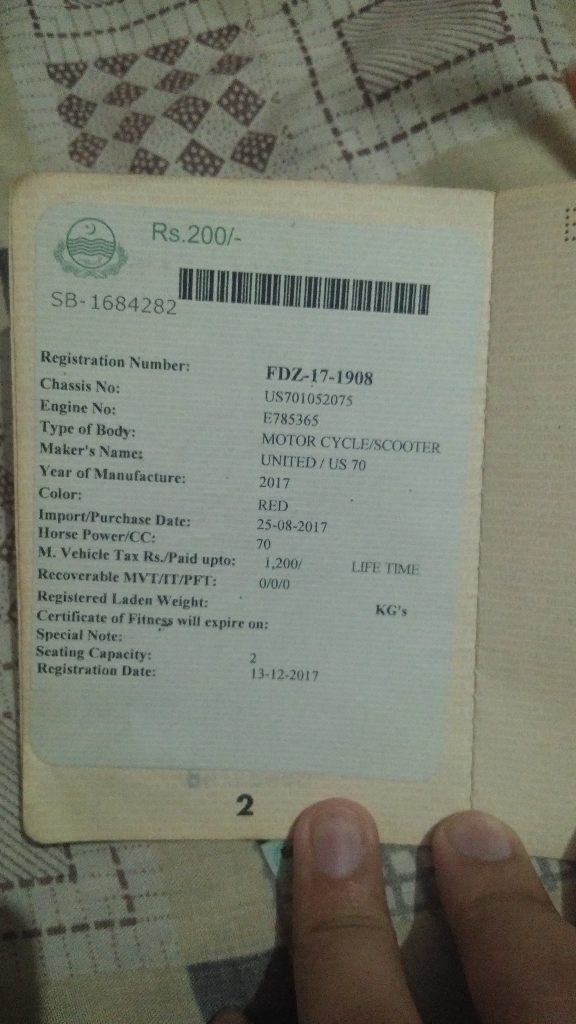 Rs.200/-
SB-1684282
Registration Number: FDZ-17-1908
Chassis No: US701052075
Engine No: E785365
Type of Body: MOTOR CYCLE/SCOOTER
Maker's Name: UNITED / US 70
Year of Manufacture: 2017
Color: RED
Import/Purchase Date: 25-08-2017
Horse Power/CC: 70
M. Vehicle Tax Rs./Paid upto: 1,200/ LIFE TIME
Recoverable MVT/IT/PFT: 0/0/0
Registered Laden Weight: KG's
Certificate of Fitness will expire on:
Special Note:
Seating Capacity: 2
Registration Date: 13-12-2017
2